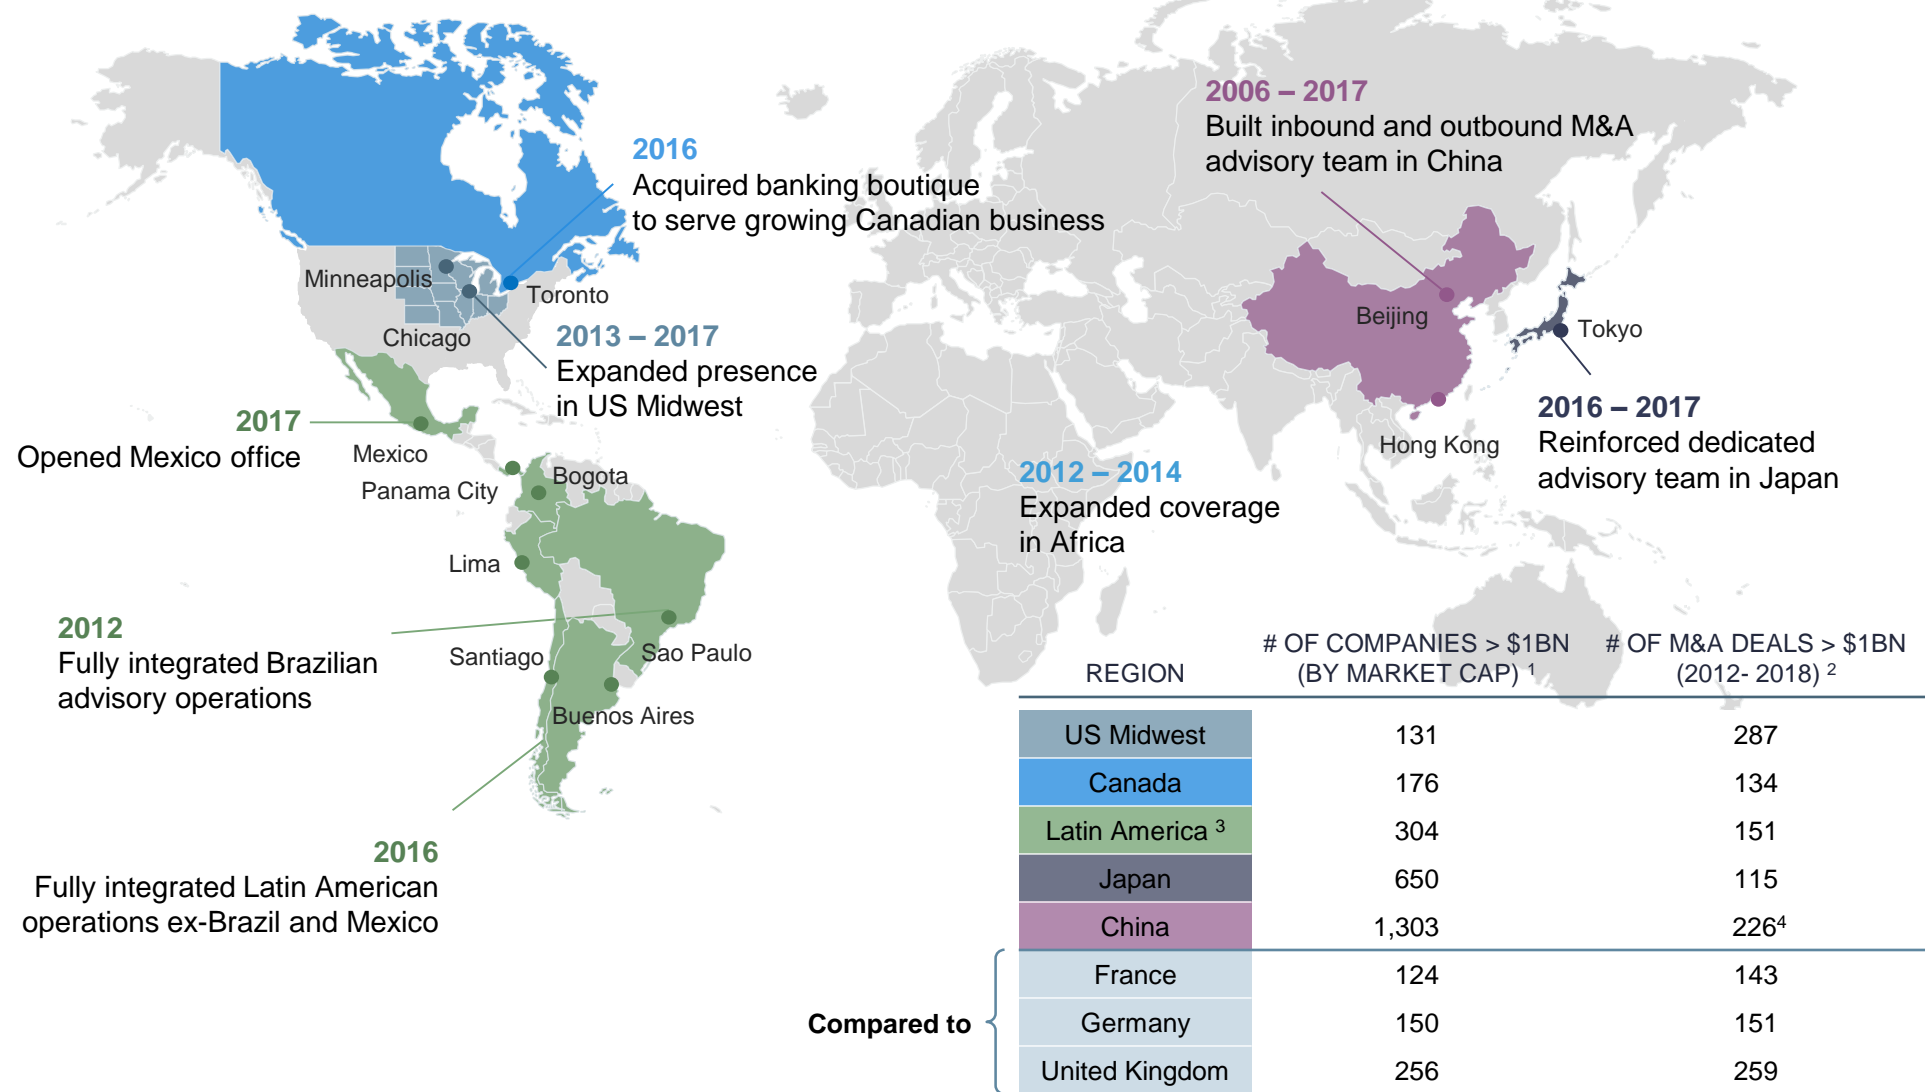 2006 – 2017
Built inbound and outbound M&A
advisory team in China
2016
Acquired banking boutique
to serve growing Canadian business
Minneapolis
Toronto
Chicago
2013 – 2017
Expanded presence
in US Midwest
Beijing
Tokyo
Hong Kong
2016 – 2017
Reinforced dedicated
advisory team in Japan
2017
Opened Mexico office
Mexico
Panama City
Bogota
2012 – 2014
Expanded coverage
in Africa
Lima
2012
Fully integrated Brazilian
advisory operations
Santiago
Sao Paulo
Buenos Aires
2016
Fully integrated Latin American
operations ex-Brazil and Mexico
REGION # OF COMPANIES > $1BN (BY MARKET CAP) 1 # OF M&A DEALS > $1BN (2012- 2018) 2
US Midwest 131 287
Canada 176 134
Latin America 3 304 151
Japan 650 115
China 1,303 2264
Compared to
France 124 143
Germany 150 151
United Kingdom 256 259